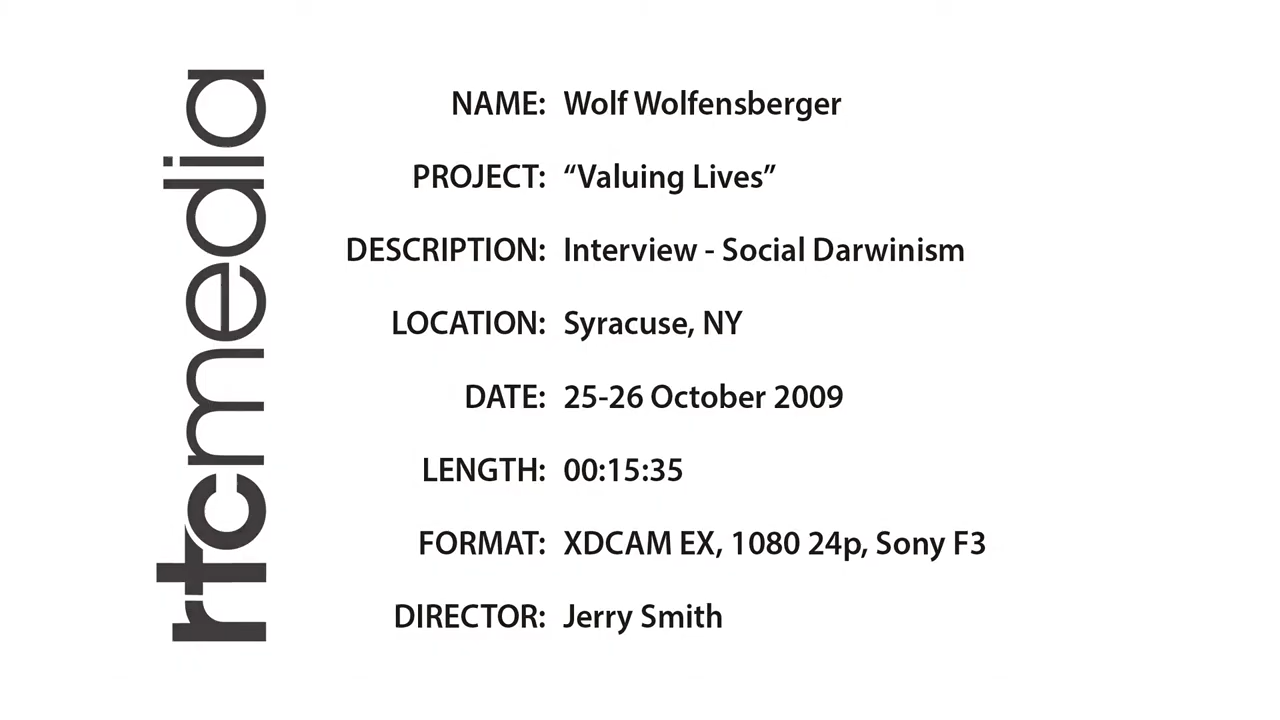 rtcmedia
NAME: Wolf Wolfensberger
PROJECT: “Valuing Lives”
DESCRIPTION: Interview - Social Darwinism
LOCATION: Syracuse, NY
DATE: 25-26 October 2009
LENGTH: 00:15:35
FORMAT: XDCAM EX, 1080 24p, Sony F3
DIRECTOR: Jerry Smith